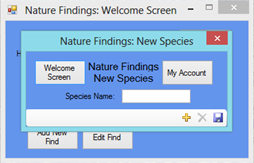 Nature Findings: Welcome Screen
Nature Findings: New Species
Welcome Screen
Nature Findings
New Species
My Account
Species Name:
Add New Find
Edit Find